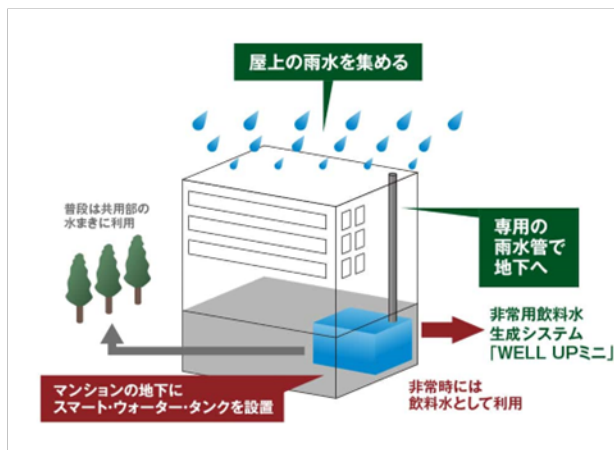 屋上の雨水を集める
普段は共用部の
水まきに利用
専用の
雨水管で
地下へ
非常用飲料水
生成システム
「WELL UPミニ」
マンションの地下に
スマート・ウォーター・タンクを設置
非常時には
飲料水として利用